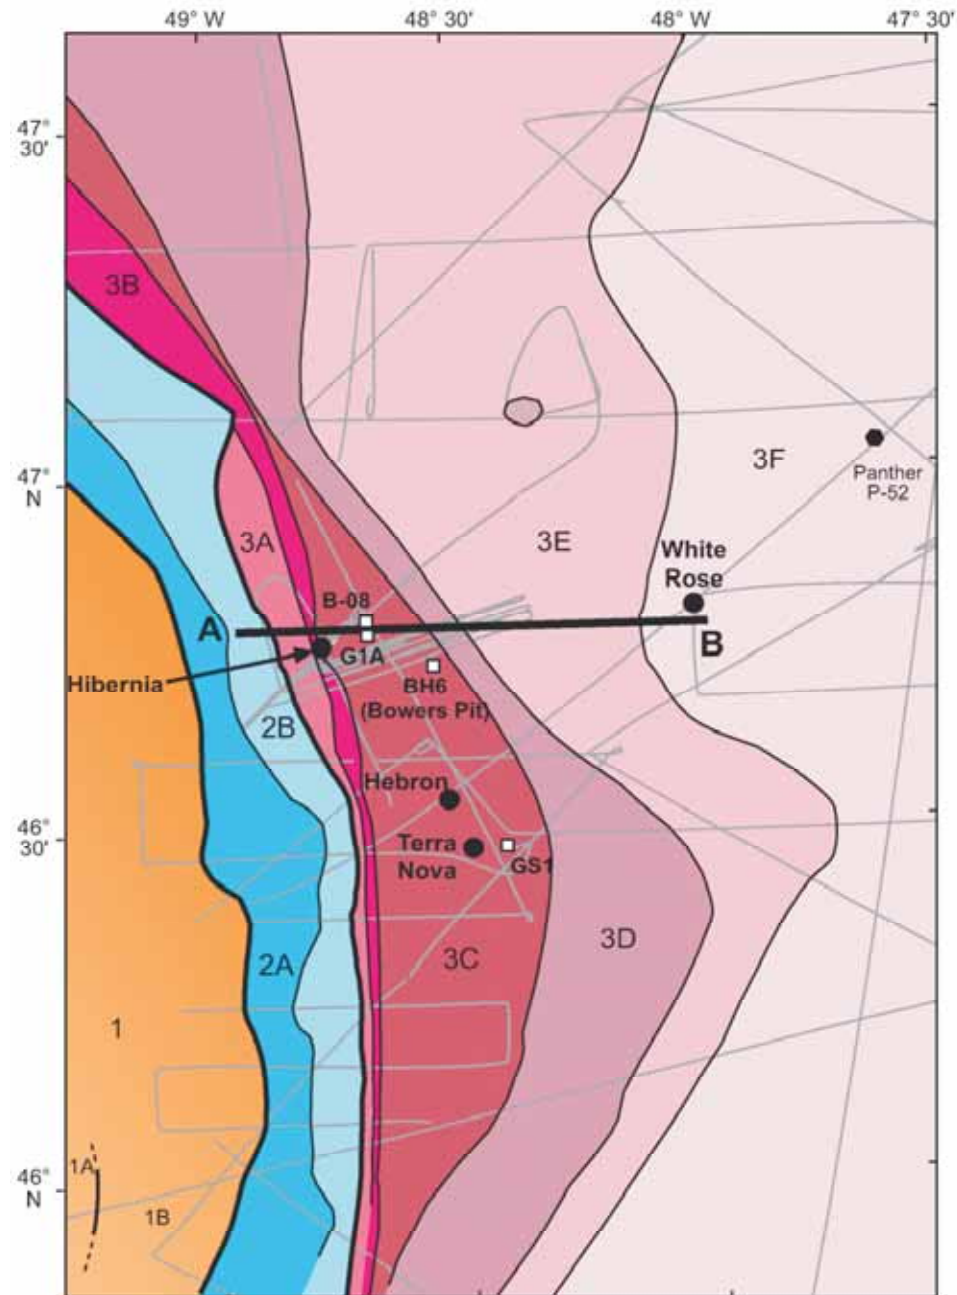 49° W
48° 30'
48° W
47° 30'
47°
30'
3B
47°
N
3F
Panther
P-52
3A
3E
White
Rose
B-08
A
B
G1A
Hibernia
BH6
(Bowers Pit)
2B
Hebron
46°
30'
Terra
Nova
GS1
3D
3C
2A
1
1A
46°
N
1B